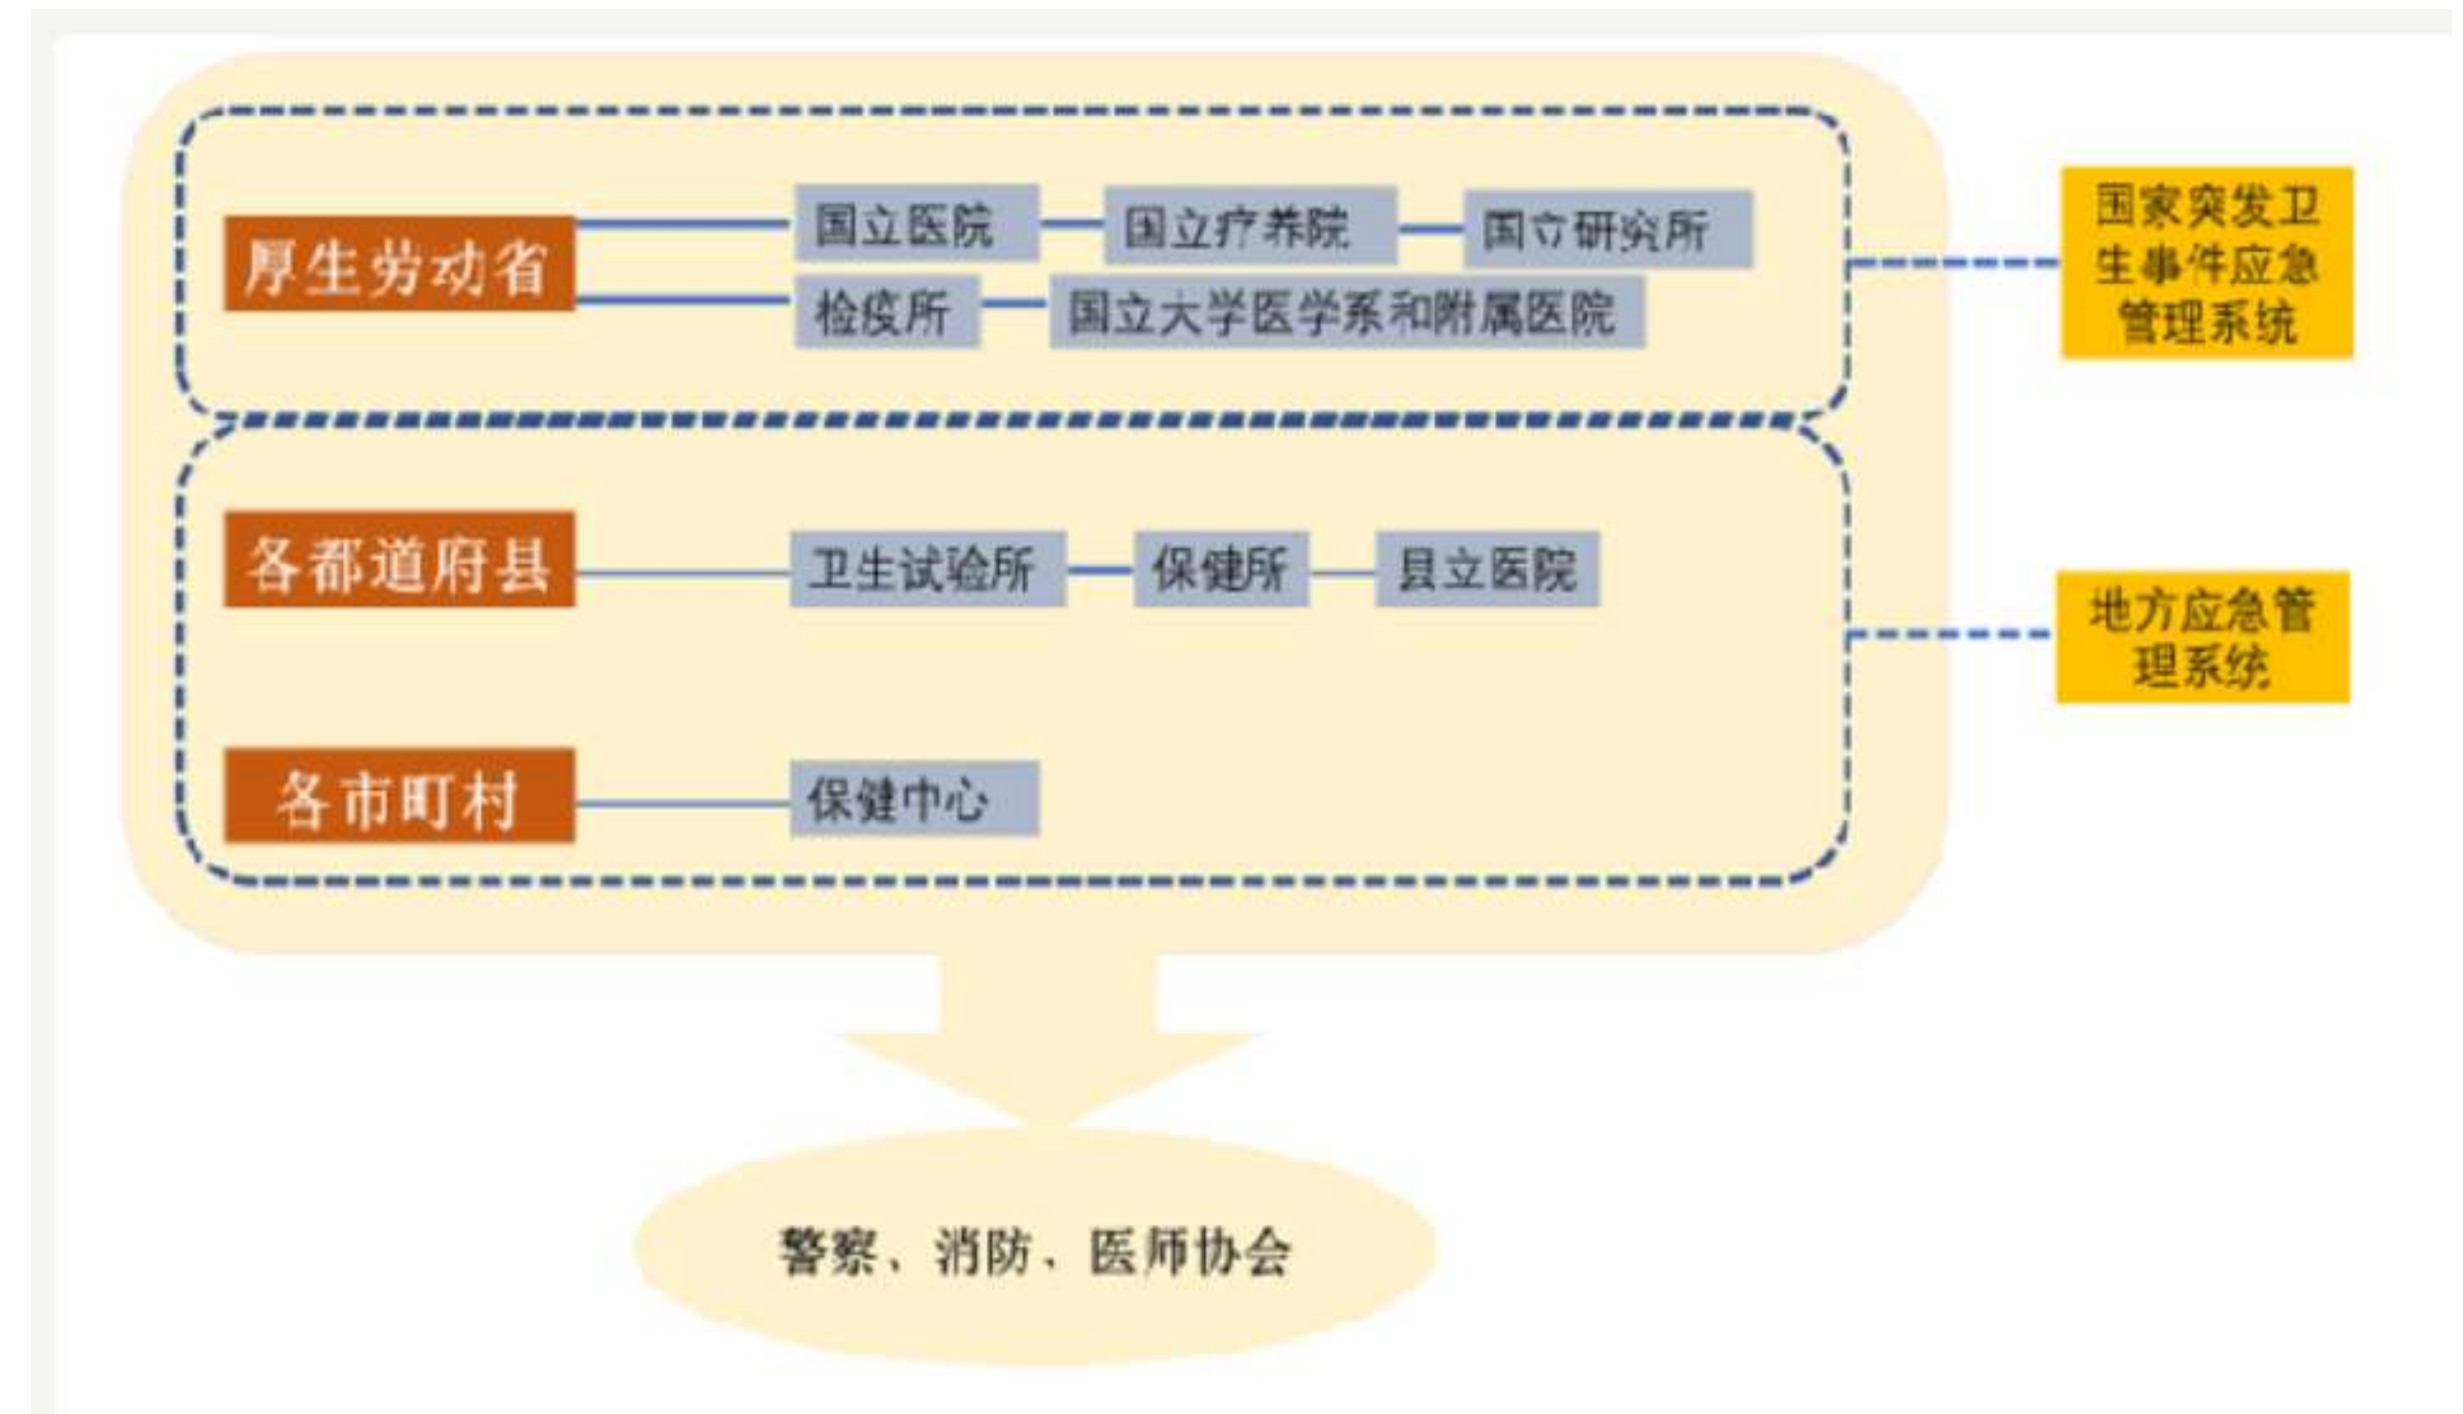 厚生劳动省
国立医院
国立疗养院
国立研究所
检疫所
国立大学医学系和附属医院
国家突发卫
生事件应急
管理系统
各都道府县
卫生试验所
保健所
县立医院
地方应急管
理系统
各市町村
保健中心
警察、消防、医师协会